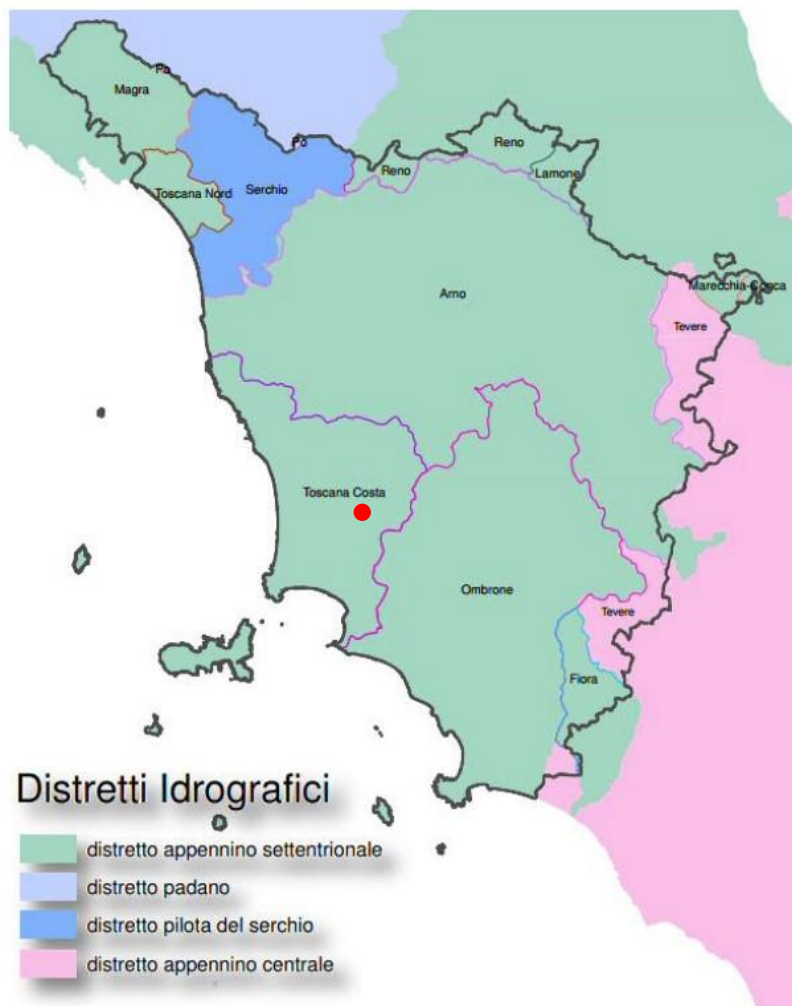 Po
Magra
Po
Reno
Reno
Lamone
Toscana Nord
Serchio
Marecchia-Conca
Arno
Tevere
Toscana Costa
Ombrone
Tevere
Fiora
Distretti Idrografici
distretto appennino settentrionale
distretto padano
distretto pilota del serchio
distretto appennino centrale